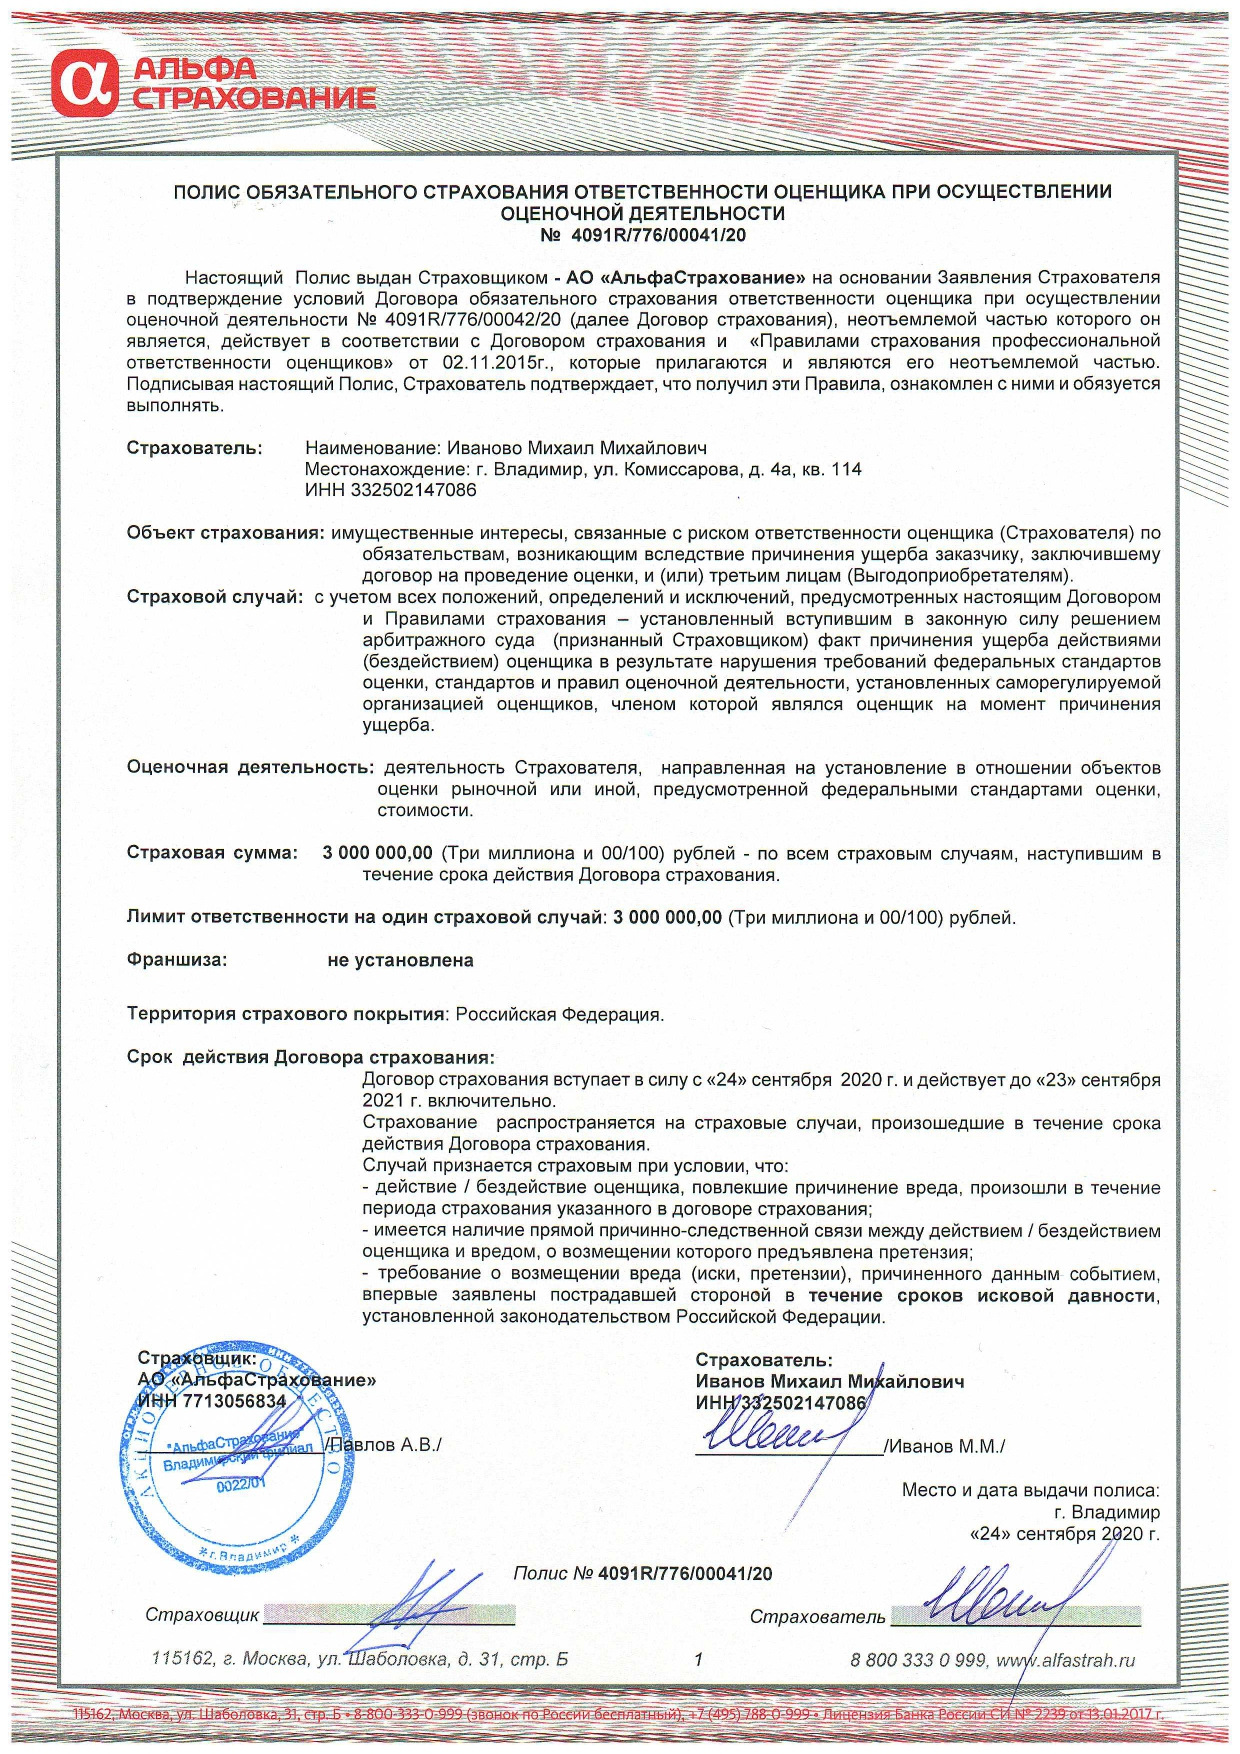 АЛЬФА
СТРАХОВАНИЕ
ПОЛИС ОБЯЗАТЕЛЬНОГО СТРАХОВАНИЯ ОТВЕТСТВЕННОСТИ ОЦЕНЩИКА ПРИ ОСУЩЕСТВЛЕНИИ
ОЦЕНОЧНОЙ ДЕЯТЕЛЬНОСТИ
№ 4091R/776/00041/20
Настоящий Полис выдан Страховщиком - АО «АльфаСтрахование» на основании Заявления Страхователя
в подтверждение условий Договора обязательного страхования ответственности оценщика при осуществлении
оценочной деятельности № 4091R/776/00042/20 (далее Договор страхования), неотъемлемой частью которого он
является, действует в соответствии с Договором страхования и «Правилами страхования профессиональной
ответственности оценщиков» от 02.11.2015г., которые прилагаются и являются его неотъемлемой частью.
Подписывая настоящий Полис, Страхователь подтверждает, что получил эти Правила, ознакомлен с ними и обязуется
выполнять.
Страхователь: Наименование: Иваново Михаил Михайлович
Местонахождение: г. Владимир, ул. Комиссарова, д. 4а, кв. 114
ИНН 332502147086
Объект страхования: имущественные интересы, связанные с риском ответственности оценщика (Страхователя) по
обязательствам, возникающим вследствие причинения ущерба заказчику, заключившему
договор на проведение оценки, и (или) третьим лицам (Выгодоприобретателям).
Страховой случай: с учетом всех положений, определений и исключений, предусмотренных настоящим Договором
и Правилами страхования – установленный вступившим в законную силу решением
арбитражного суда (признанный Страховщиком) факт причинения ущерба действиями
(бездействием) оценщика в результате нарушения требований федеральных стандартов
оценки, стандартов и правил оценочной деятельности, установленных саморегулируемой
организацией оценщиков, членом которой являлся оценщик на момент причинения
ущерба.
Оценочная деятельность: деятельность Страхователя, направленная на установление в отношении объектов
оценки рыночной или иной, предусмотренной федеральными стандартами оценки,
стоимости.
Страховая сумма: 3 000 000,00 (Три миллиона и 00/100) рублей - по всем страховым случаям, наступившим в
течение срока действия Договора страхования.
Лимит ответственности на один страховой случай: 3 000 000,00 (Три миллиона и 00/100) рублей.
Франшиза: не установлена
Территория страхового покрытия: Российская Федерация.
Срок действия Договора страхования:
Договор страхования вступает в силу с «24» сентября 2020 г. и действует до «23» сентября
2021 г. включительно.
Страхование распространяется на страховые случаи, произошедшие в течение срока
действия Договора страхования.
Случай признается страховым при условии, что:
- действие / бездействие оценщика, повлекшие причинение вреда, произошли в течение
периода страхования указанного в договоре страхования;
- имеется наличие прямой причинно-следственной связи между действием / бездействием
оценщика и вредом, о возмещении которого предъявлена претензия;
- требование о возмещении вреда (иски, претензии), причиненного данным событием,
впервые заявлены пострадавшей стороной в течение сроков исковой давности,
установленной законодательством Российской Федерации.
Страховщик: Страхователь:
АО «АльфаСтрахование» Иванов Михаил Михайлович
ИНН 7713056834 ИНН 332502147086
/Павлов А.В./ /Иванов М.М./
АКЦИОНЕРНОЕ ОБЩЕСТВО
"АльфаСтрахование"
Владимирский филиал
0022/01
* г. Владимир *
Место и дата выдачи полиса:
г. Владимир
«24» сентября 2020 г.
Полис № 4091R/776/00041/20
Страховщик Страхователь
115162, г. Москва, ул. Шаболовка, д. 31, стр. Б 1 8 800 333 0 999, www.alfastrah.ru
115162, Москва, ул. Шаболовка, 31, стр. Б • 8-800-333-0-999 (звонок по России бесплатный), +7 (495) 788-0-999 • Лицензия Банка России СИ № 2239 от 13.01.2017 г.